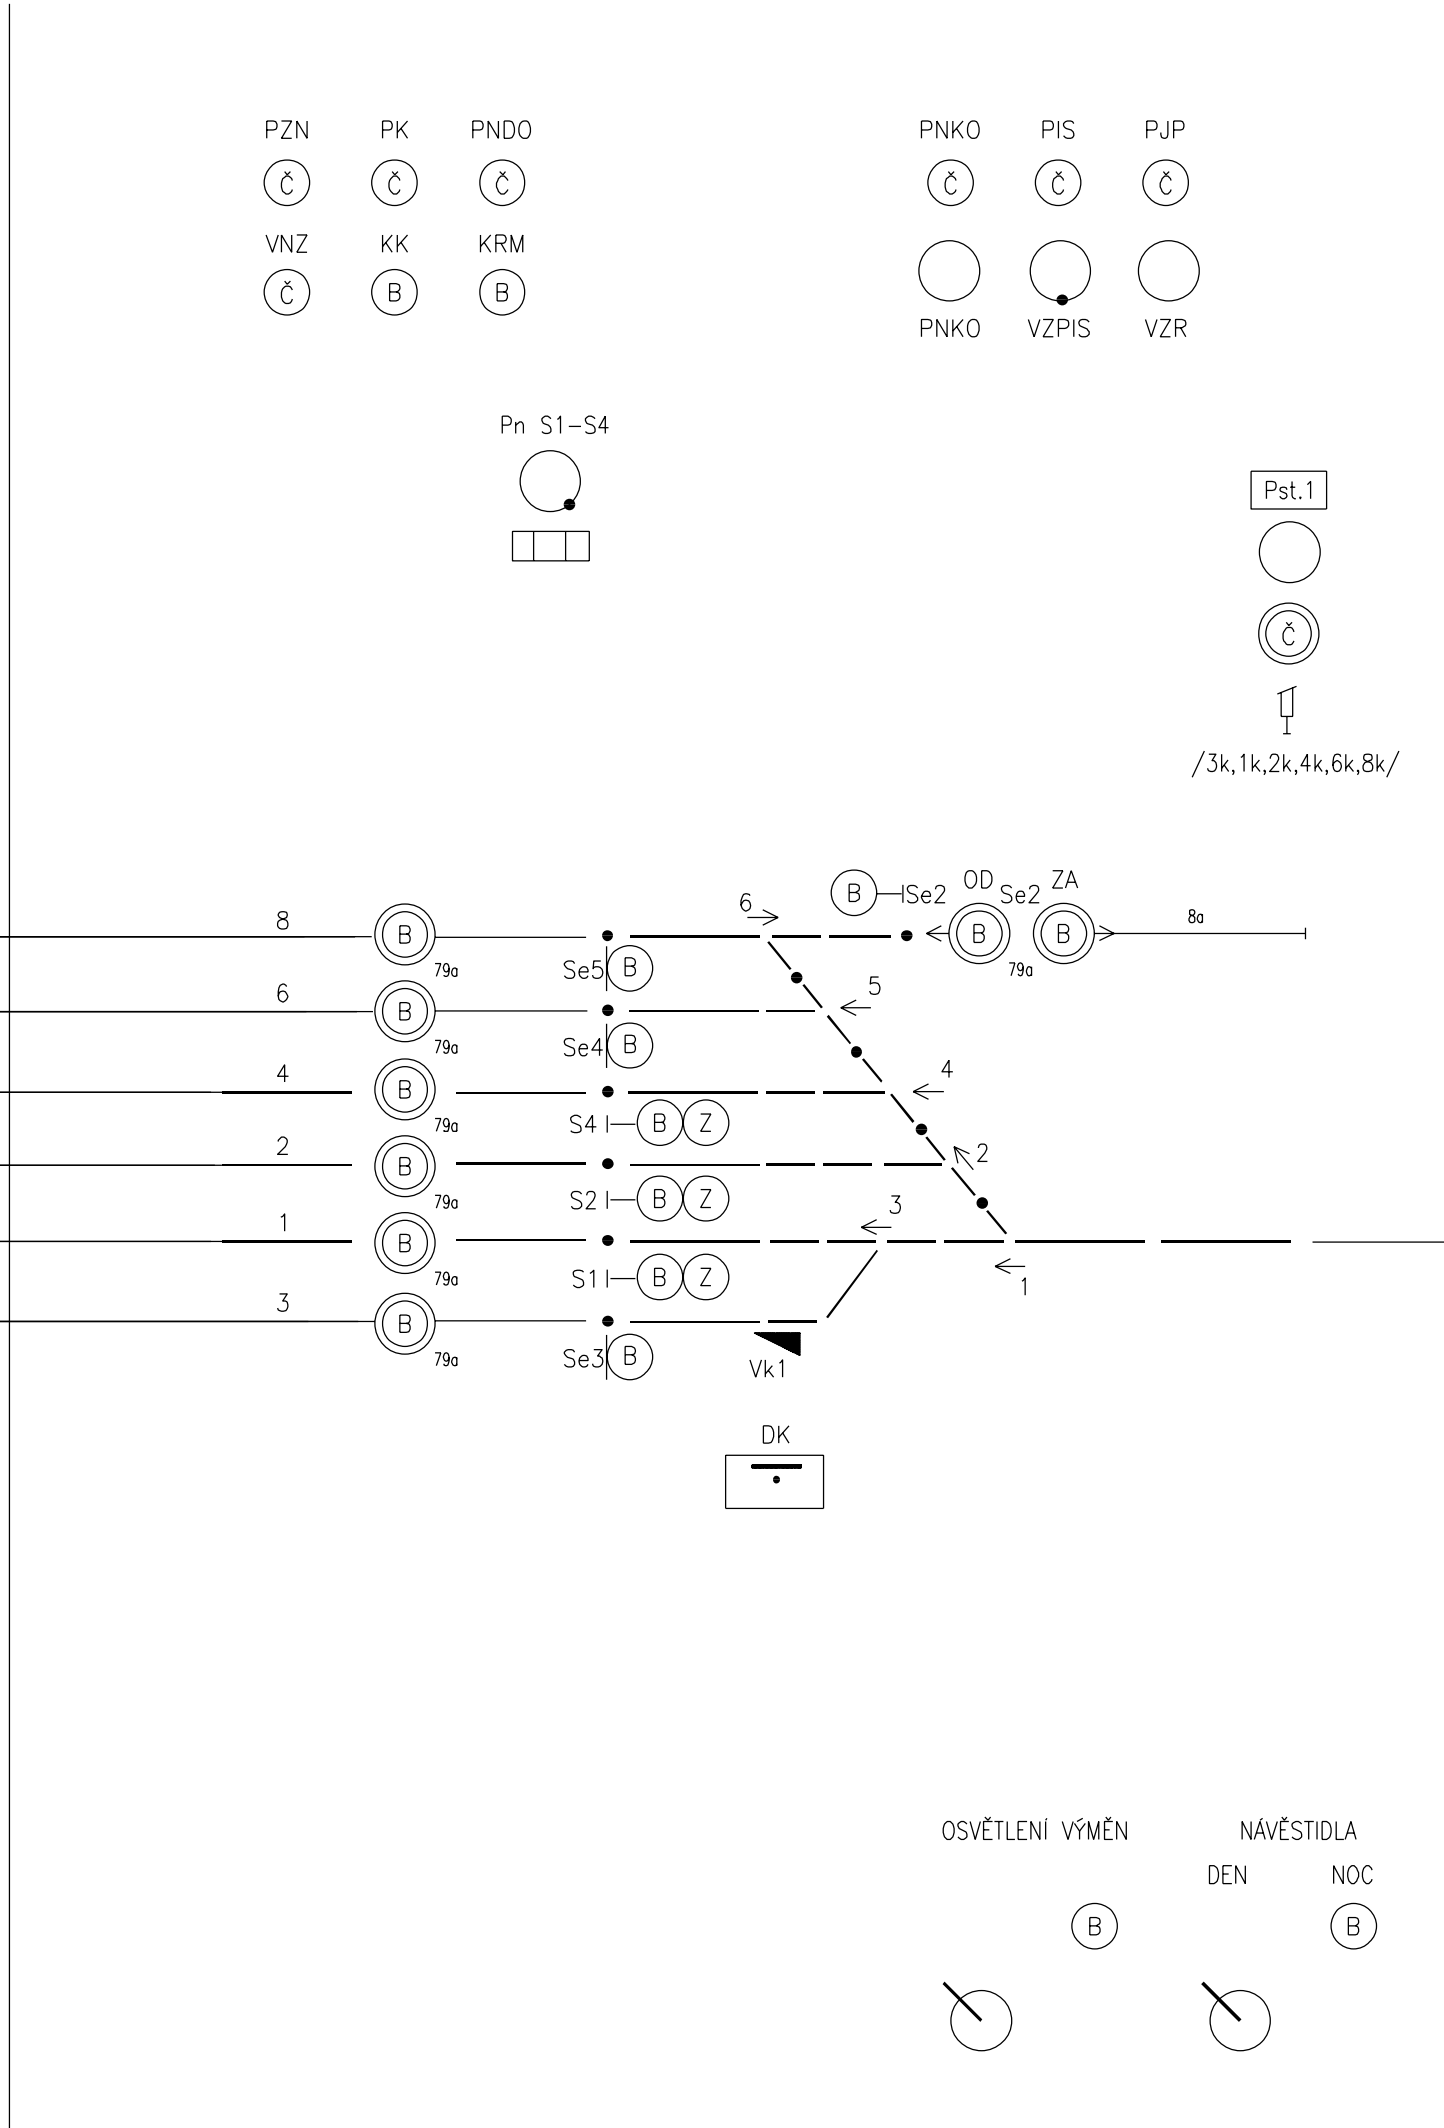 PZN PK PNDO PNKO PIS PJP
Č Č Č Č Č Č
VNZ KK KRM
Č B B
PNKO VZPIS VZR
Pn S1-S4
Pst.1
Č
/3k,1k,2k,4k,6k,8k/
OD ZA
B Se2 Se2
6
8a
8 B B B
79a 79a
Se5 B
5
6 B
79a
Se4 B
4
4 B
79a
S4 B Z
2
2 B
79a
S2 B Z
3
1 B
79a
S1 B Z
1
3 B
79a
Se3 B
Vk1
DK
OSVĚTLENÍ VÝMĚN NÁVĚSTIDLA
DEN NOC
B B